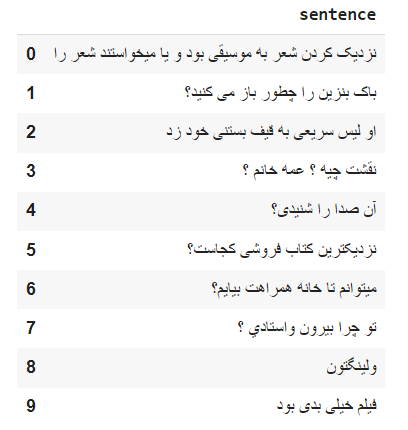 sentence
0 نزدیک کردن شعر به موسیقی بود و یا میخواستند شعر را
1 باک بنزین را چطور باز می کنید؟
2 او لیس سریعی به قیف بستنی خود زد
3 نقشت چیه ؟ عمه خانم ؟
4 آن صدا را شنیدی؟
5 نزدیکترین کتاب فروشی کجاست؟
6 میتوانم تا خانه همراهت بیایم؟
7 تو چرا بیرون واستادي ؟
8 ولینگتون
9 فیلم خیلی بدی بود